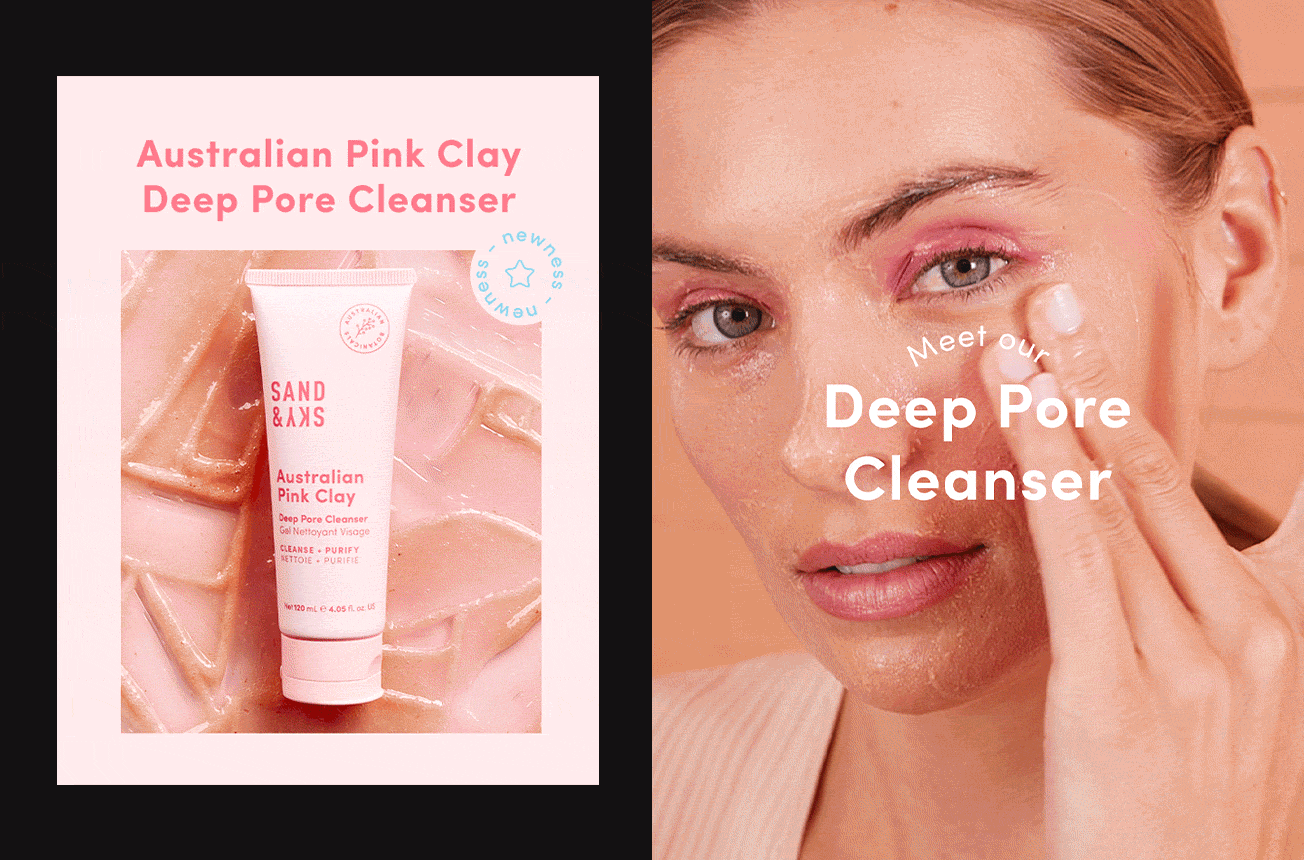 Australian Pink Clay
Deep Pore Cleanser
newness - newness - newness -
AUSTRALIAN BOTANICALS
SAND
& SKY
Australian
Pink Clay
Deep Pore Cleanser
Gel Nettoyant Visage
CLEANSE + PURIFY
NETTOIE + PURIFIE
Net 120 mL ℮ 4.05 fl. oz. US
Meet our
Deep Pore
Cleanser